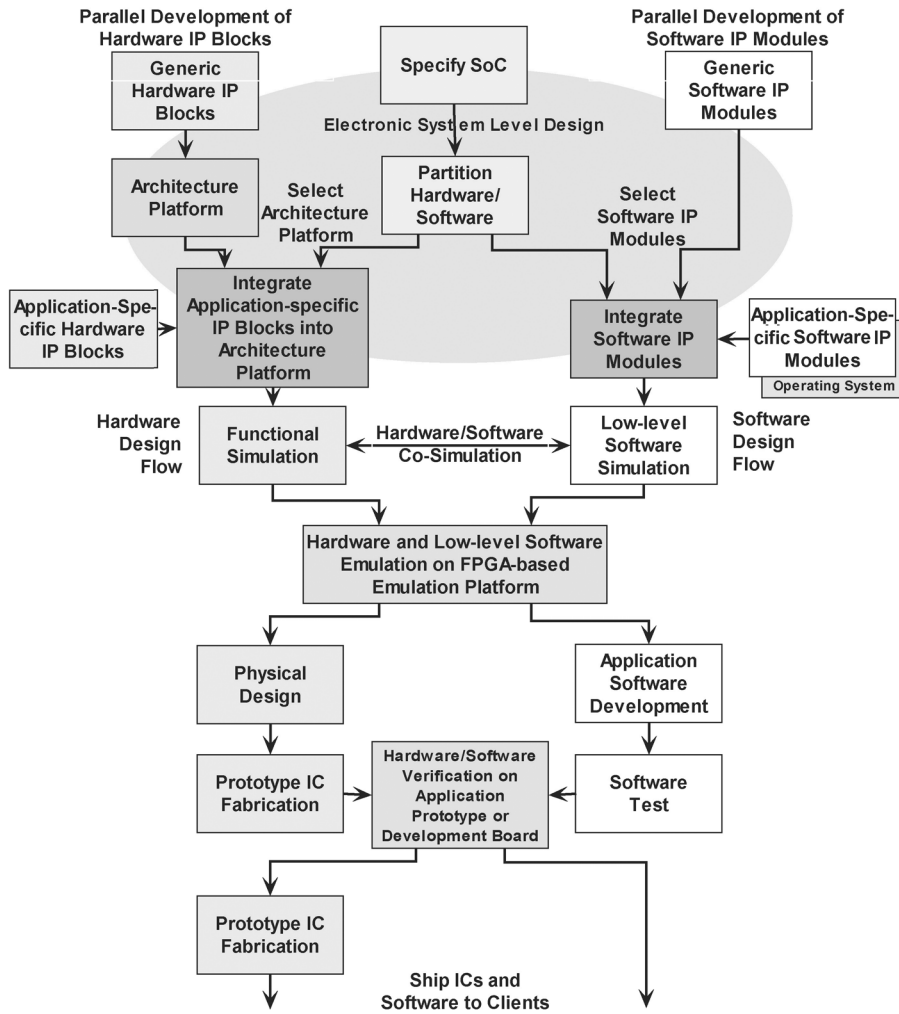 Parallel Development of
Hardware IP Blocks
Parallel Development of
Software IP Modules
Generic
Hardware IP
Blocks
Specify SoC
Generic
Software IP
Modules
Electronic System Level Design
Architecture
Platform
Select
Architecture
Platform
Partition
Hardware/
Software
Select
Software IP
Modules
Application-Spe-
cific Hardware
IP Blocks
Integrate
Application-specific
IP Blocks into
Architecture
Platform
Integrate
Software IP
Modules
Application-Spe-
cific Software IP
Modules
Operating System
Hardware
Design
Flow
Functional
Simulation
Hardware/Software
Co-Simulation
Low-level
Software
Simulation
Software
Design
Flow
Hardware and Low-level Software
Emulation on FPGA-based
Emulation Platform
Physical
Design
Application
Software
Development
Prototype IC
Fabrication
Hardware/Software
Verification on
Application
Prototype or
Development Board
Software
Test
Prototype IC
Fabrication
Ship ICs and
Software to Clients